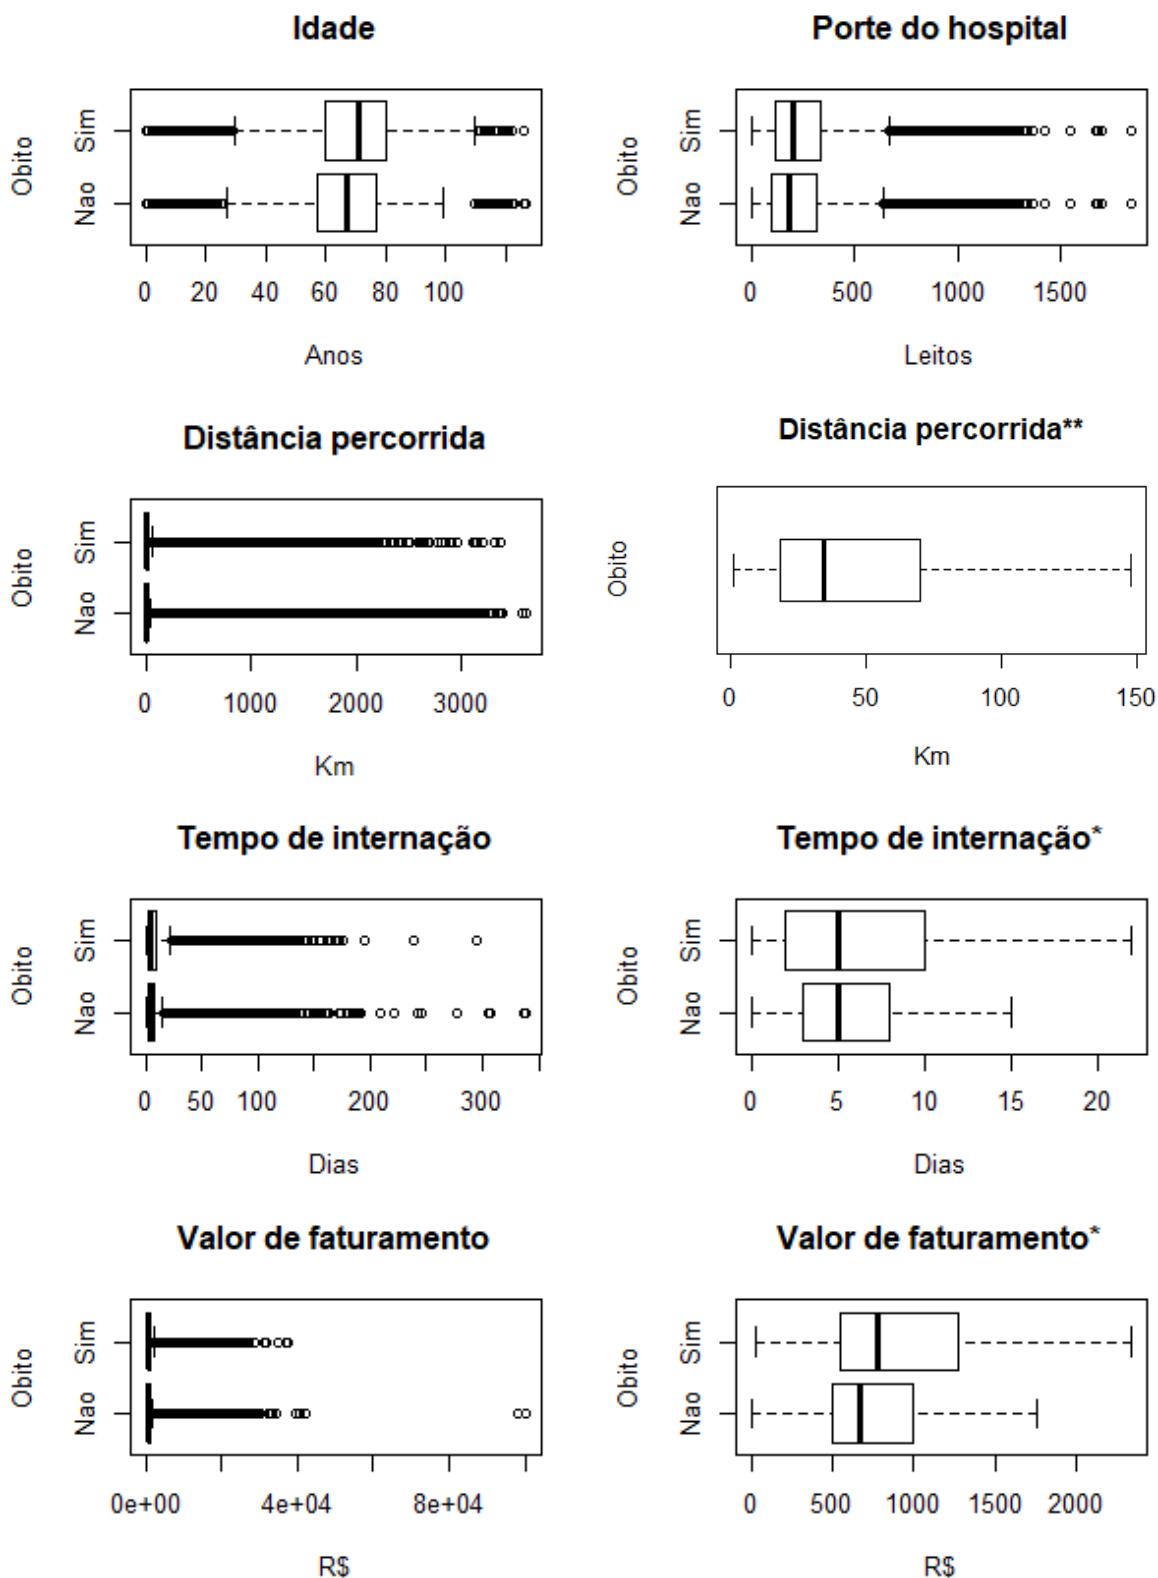 Idade
Obito
Sim
Nao
0 20 40 60 80 100
Anos
Porte do hospital
Obito
Sim
Nao
0 500 1000 1500
Leitos
Distância percorrida
Obito
Sim
Nao
0 1000 2000 3000
Km
Distância percorrida**
Obito
0 50 100 150
Km
Tempo de internação
Obito
Sim
Nao
0 50 100 200 300
Dias
Tempo de internação*
Obito
Sim
Nao
0 5 10 15 20
Dias
Valor de faturamento
Obito
Sim
Nao
0e+00 4e+04 8e+04
R$
Valor de faturamento*
Obito
Sim
Nao
0 500 1000 1500 2000
R$